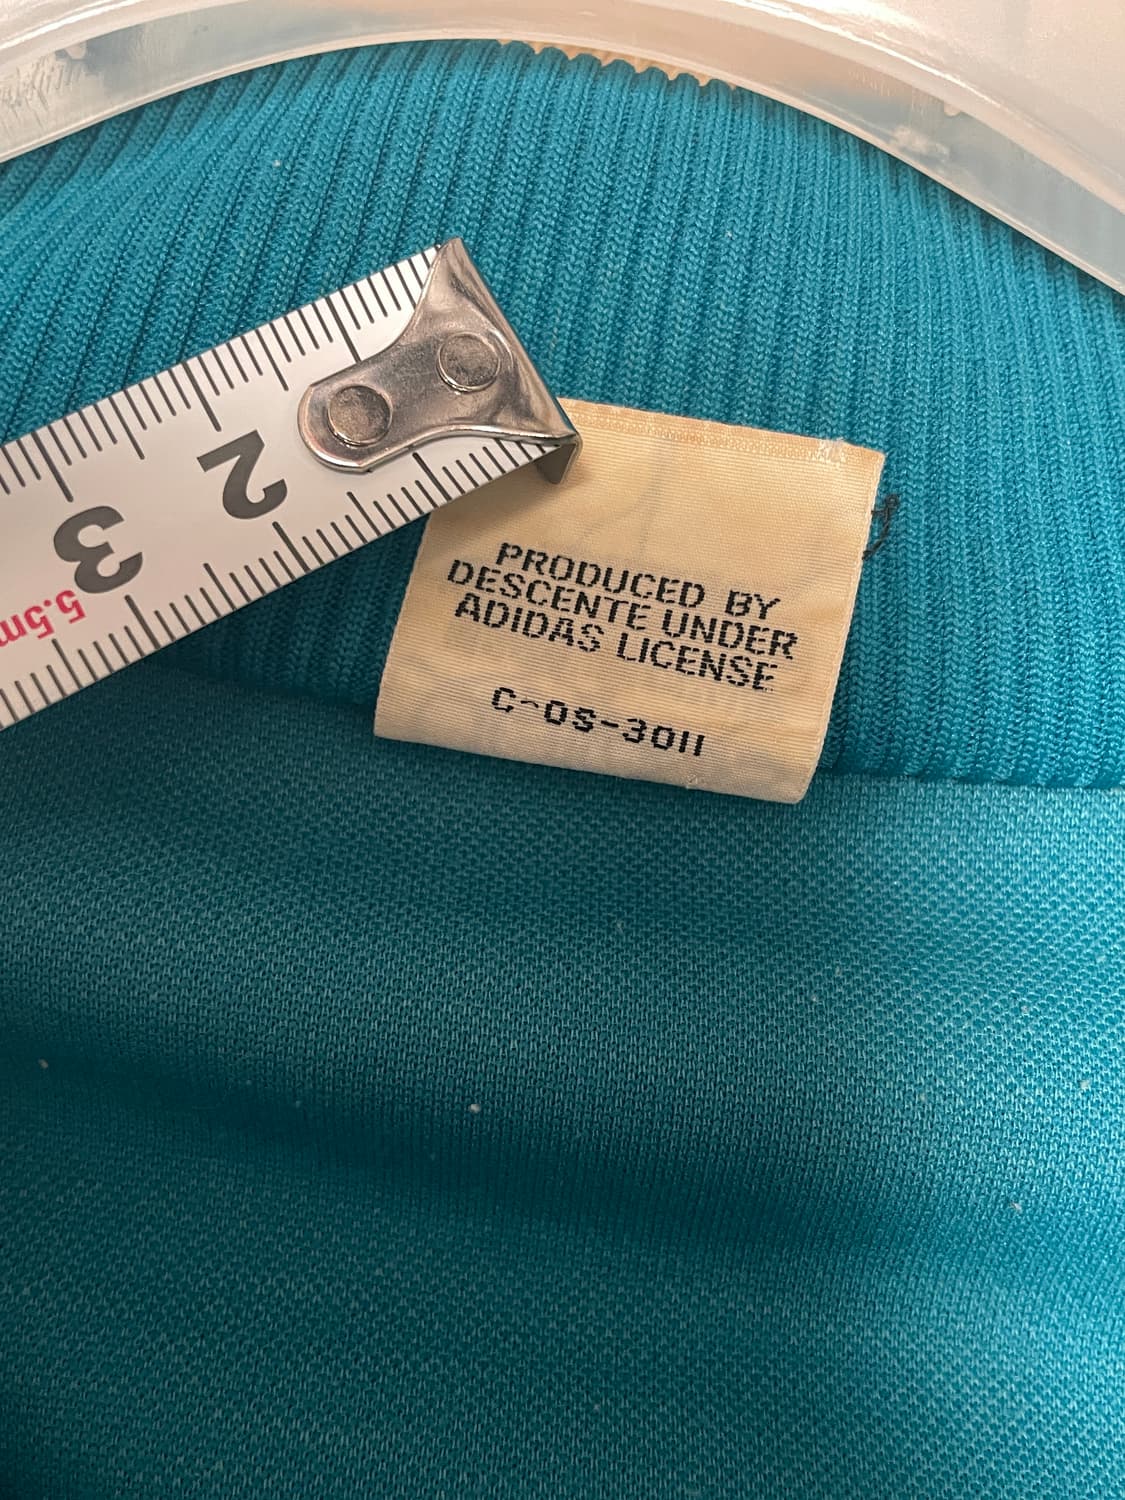 PRODUCED BY
DESCENTE UNDER
ADIDAS LICENSE
C-OS-3011
2
3
5.5m